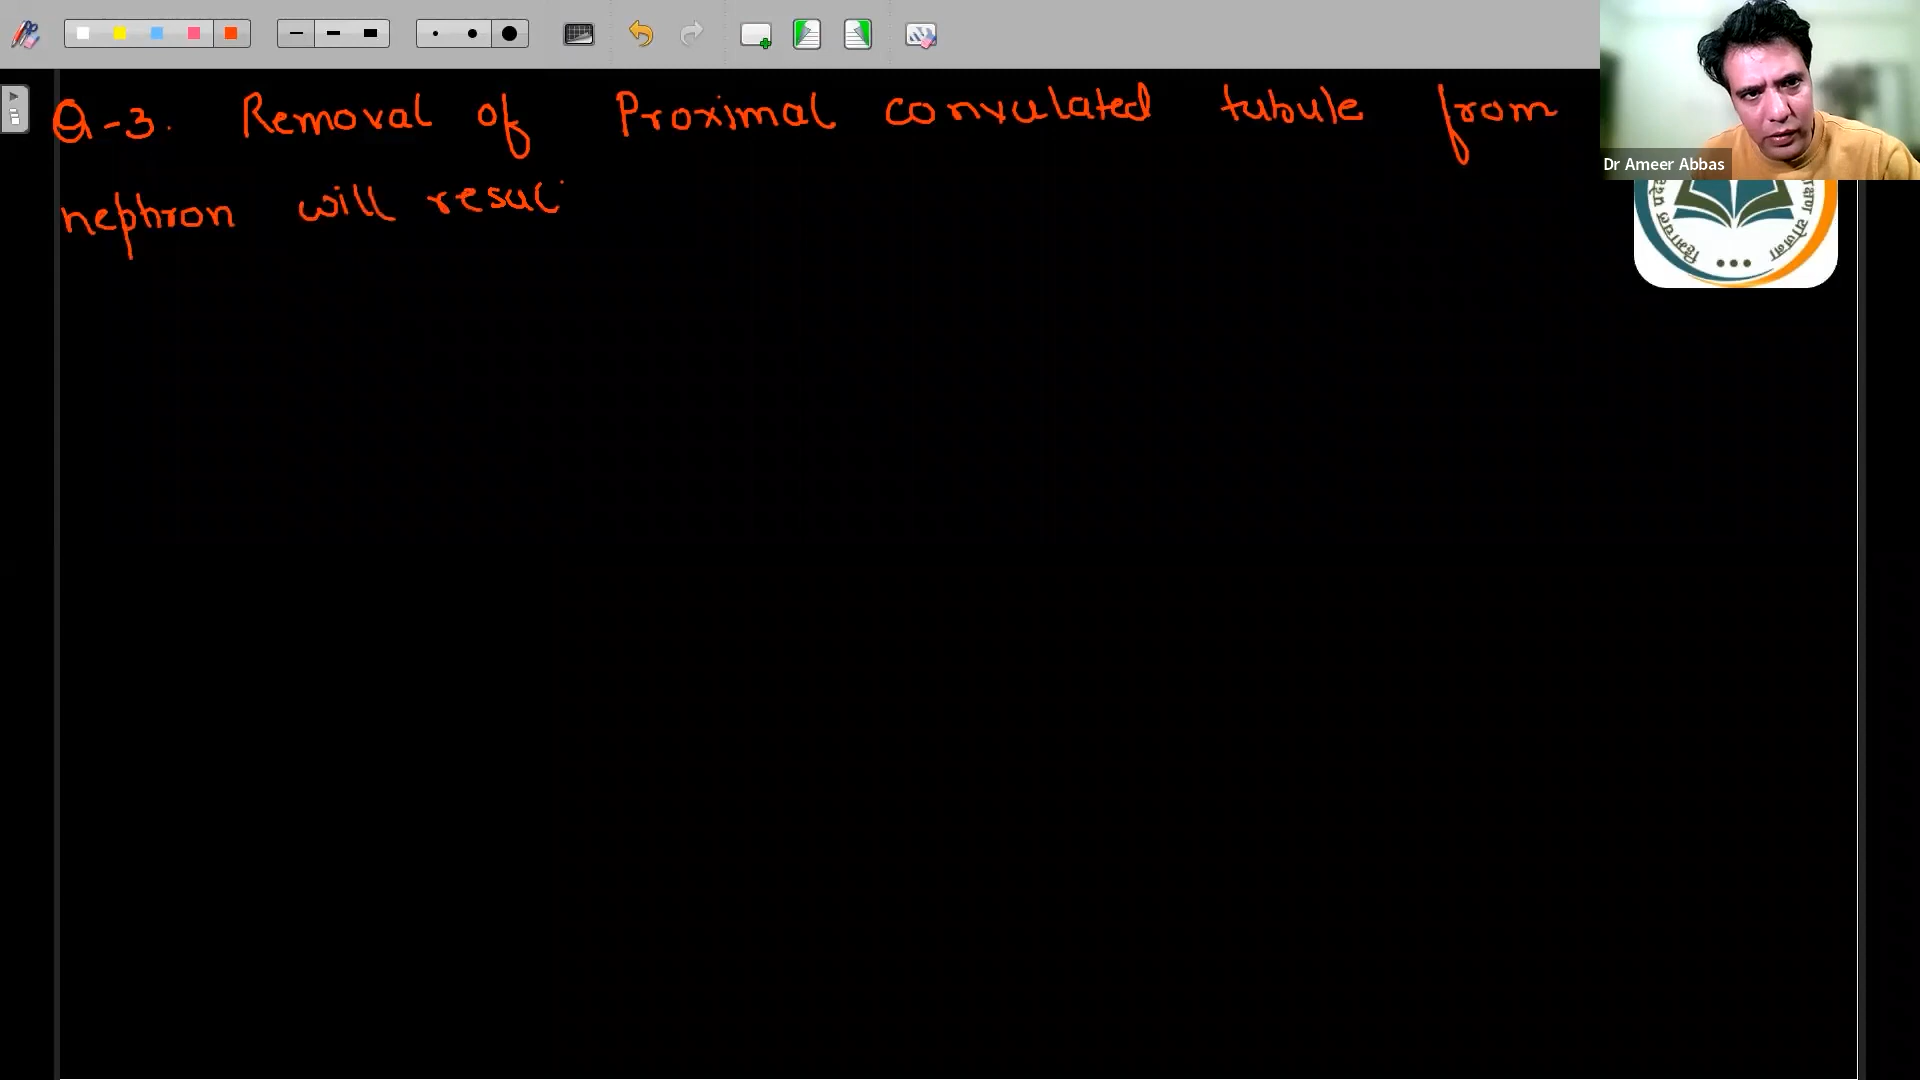 Q-3. Removal of Proximal convulated tubule from
nephron will resul
Dr Ameer Abbas